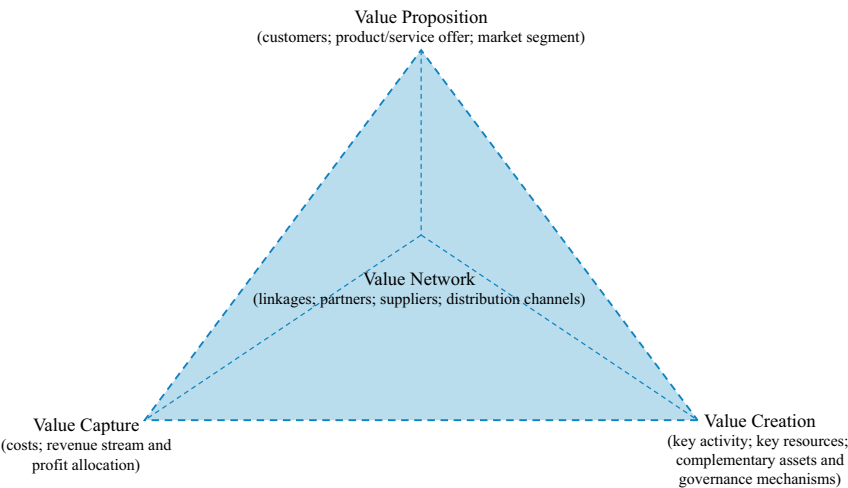 Value Proposition
(customers; product/service offer; market segment)
Value Network
(linkages; partners; suppliers; distribution channels)
Value Capture
(costs; revenue stream and
profit allocation)
Value Creation
(key activity; key resources;
complementary assets and
governance mechanisms)